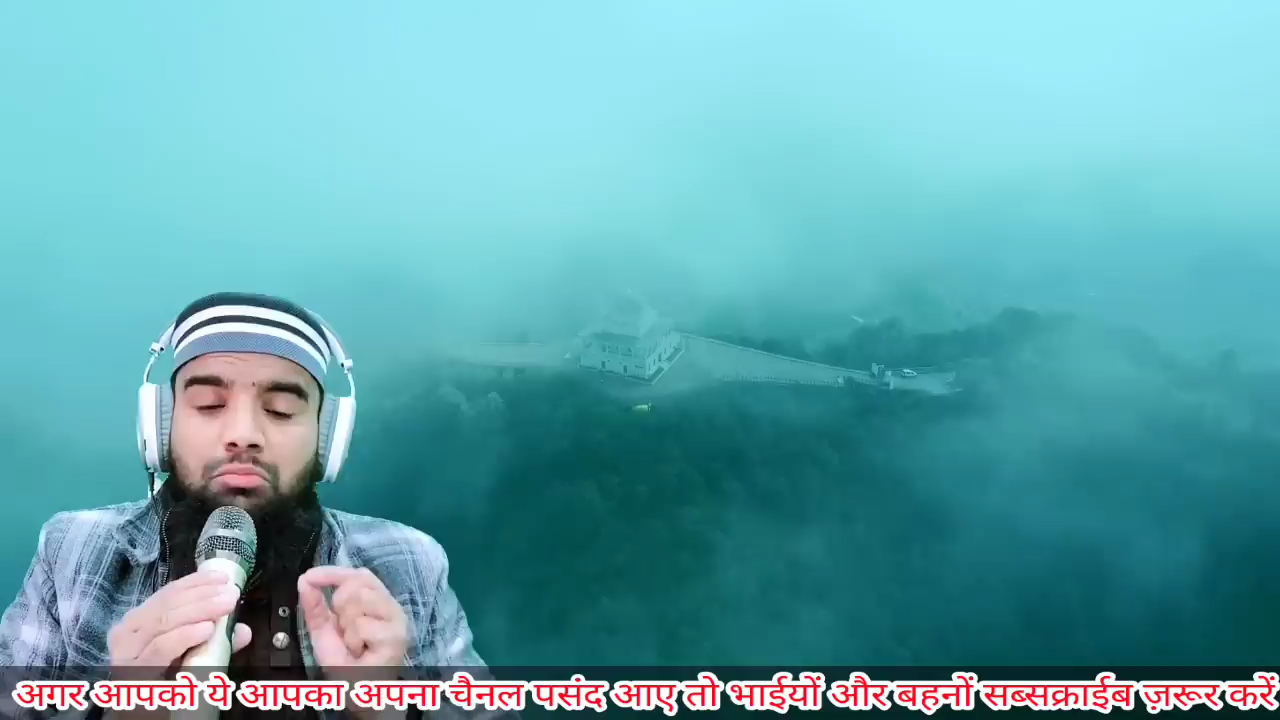 अगर आपको ये आपका अपना चैनल पसंद आए तो भाईयों और बहनों सब्सक्राईब ज़रूर करें